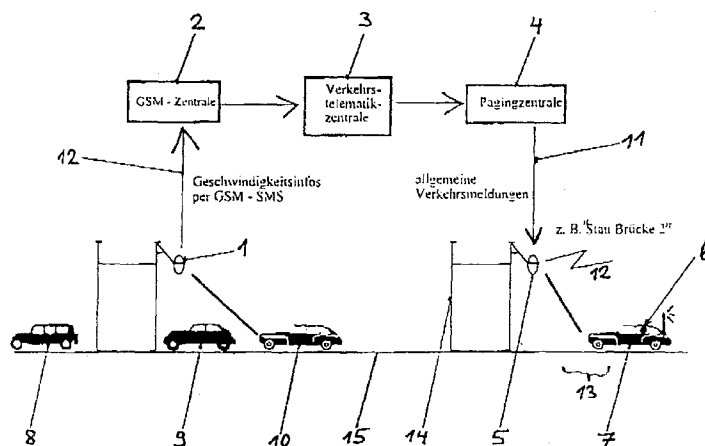 2
3
4
GSM - Zentrale
Verkehrs-
telematik-
zentrale
Pagingzentrale
12
11
Geschwindigkeitsinfos
per GSM - SMS
allgemeine
Verkehrsmeldungen
z. B."Stau Brücke 2"
1
12
6
13
8
9
10
15
14
5
7